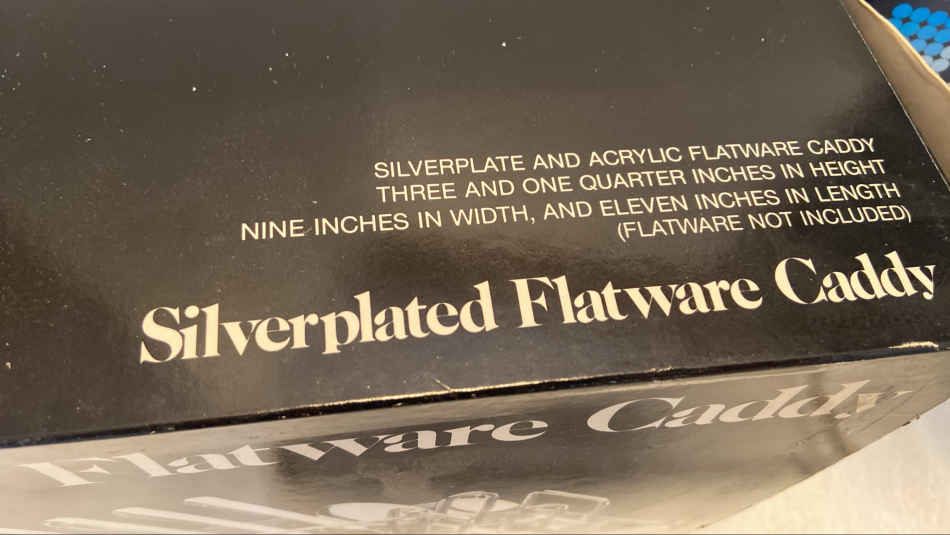 SILVERPLATE AND ACRYLIC FLATWARE CADDY
THREE AND ONE QUARTER INCHES IN HEIGHT
NINE INCHES IN WIDTH, AND ELEVEN INCHES IN LENGTH
(FLATWARE NOT INCLUDED)
Silverplated Flatware Caddy
Flatware Caddy